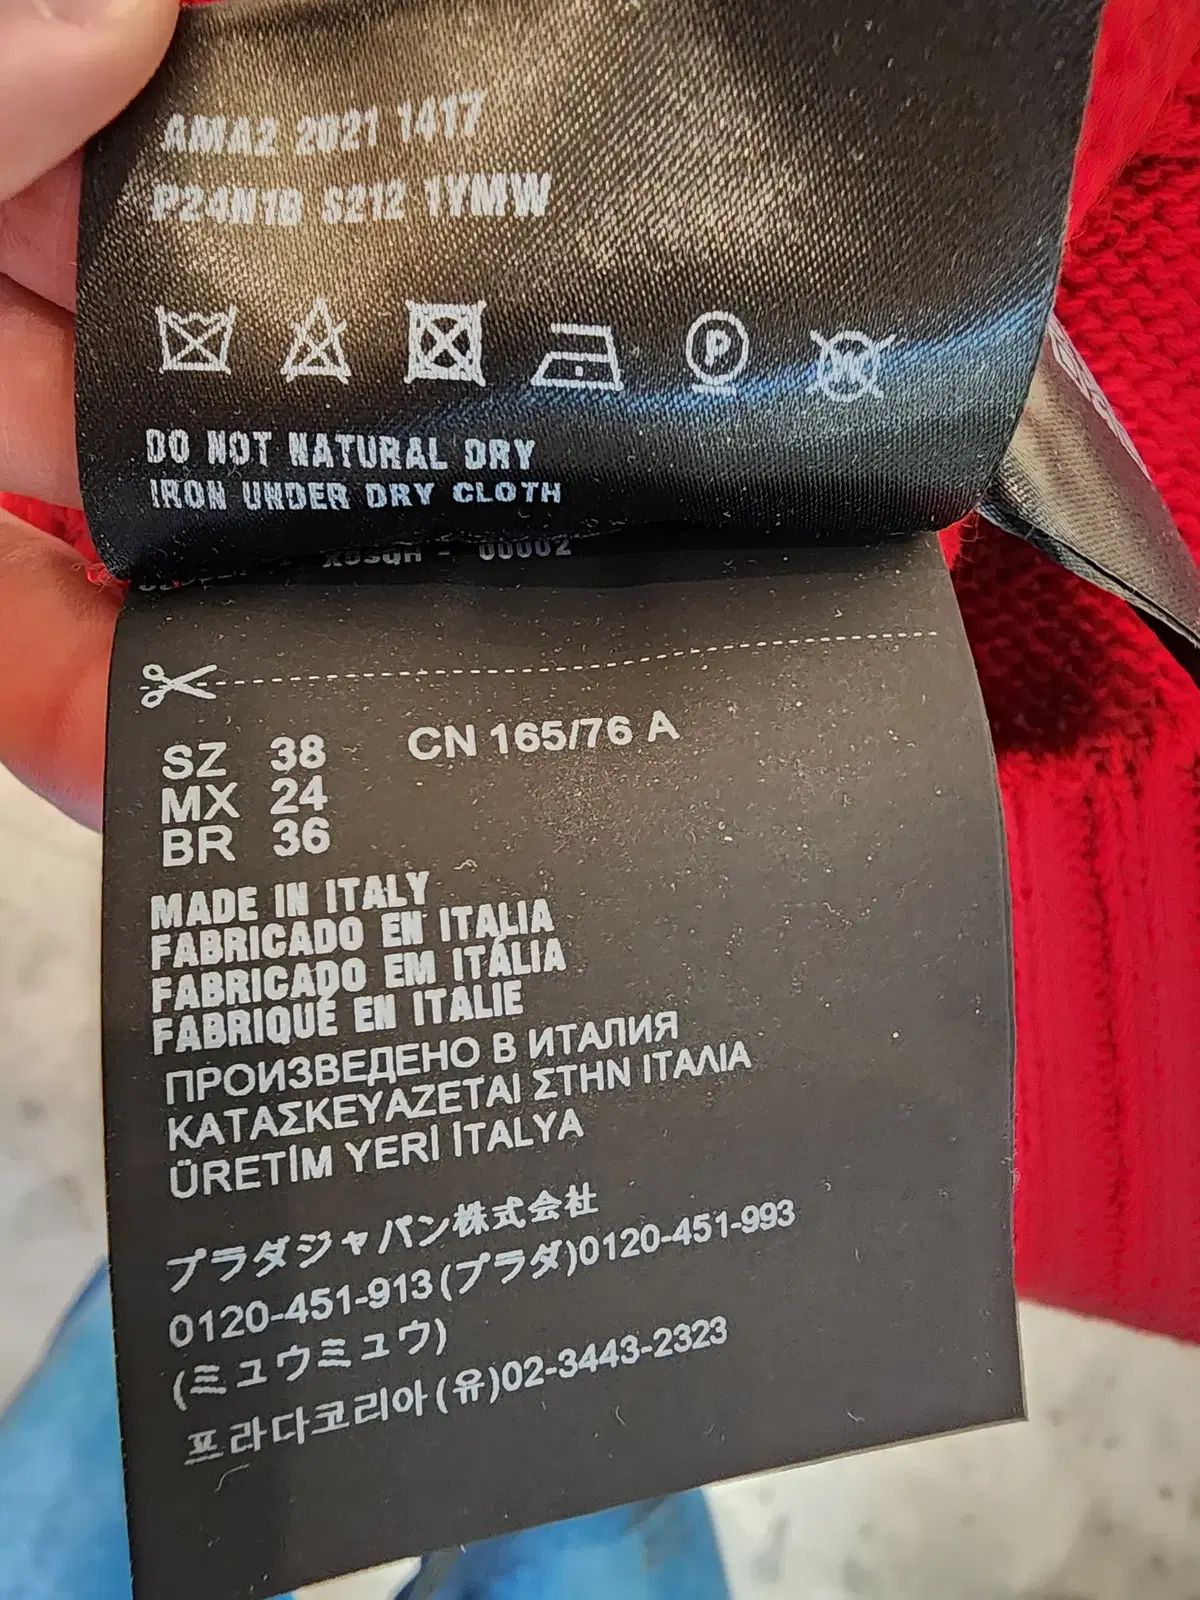 AMA2 2021 1417
P24N1B S212 1YMW
P
W
DO NOT NATURAL DRY
IRON UNDER DRY CLOTH
- 00002
SZ 38 CN 165/76 A
MX 24
BR 36
MADE IN ITALY
FABRICADO EN ITALIA
FABRICADO EM ITÁLIA
FABRIQUÉ EN ITALIE
ПРОИЗВЕДЕНО В ИТАЛИЯ
ΚΑΤΑΣΚΕΥΑΖΕΤΑΙ ΣΤΗΝ ΙΤΑΛΙΑ
ÜRETİM YERİ İTALYA
プラダジャパン株式会社
0120-451-913(プラダ)0120-451-993
(ミュウミュウ)
프라다코리아(유)02-3443-2323